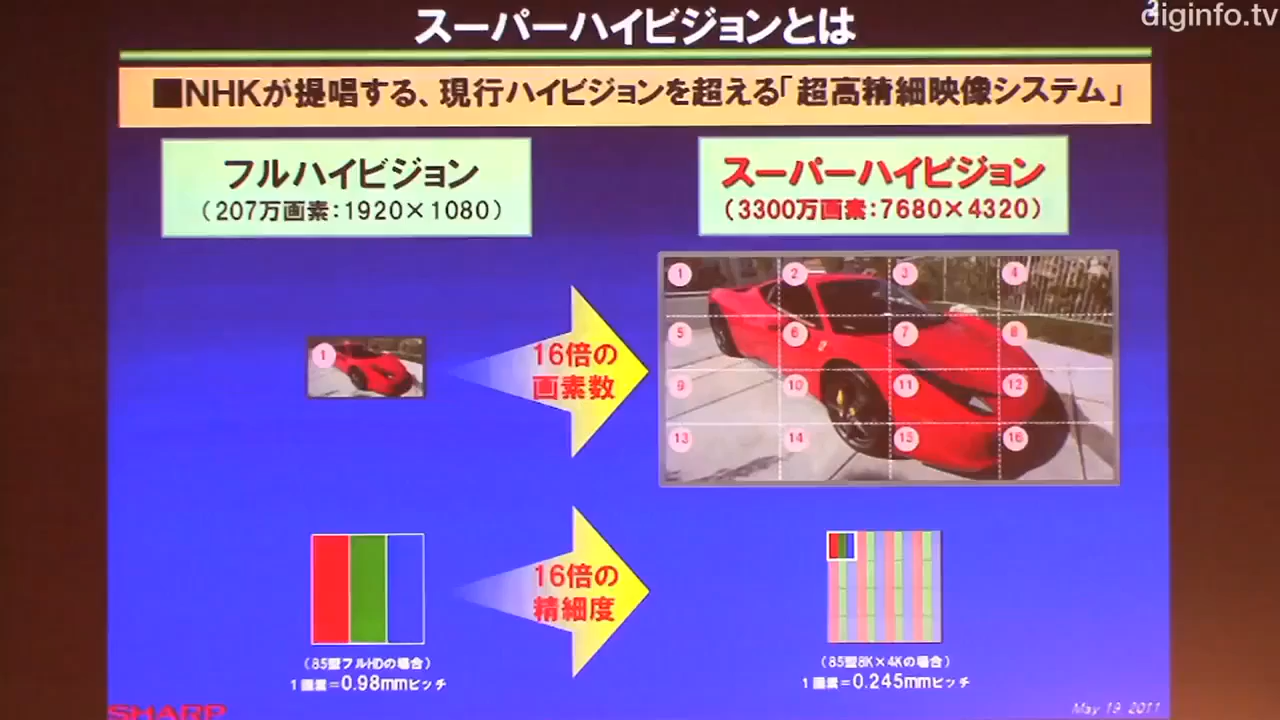 スーパーハイビジョンとは
diginfo.tv
■NHKが提唱する、現行ハイビジョンを超える「超高精細映像システム」
フルハイビジョン
（207万画素：1920×1080）
スーパーハイビジョン
（3300万画素：7680×4320）
1
16倍の
画素数
1 2 3 4
5 6 7 8
9 10 11 12
13 14 15 16
16倍の
精細度
（85型フルHDの場合）
1画素＝0.98mmピッチ
（85型8K×4Kの場合）
1画素＝0.245mmピッチ
SHARP
May 19, 2011